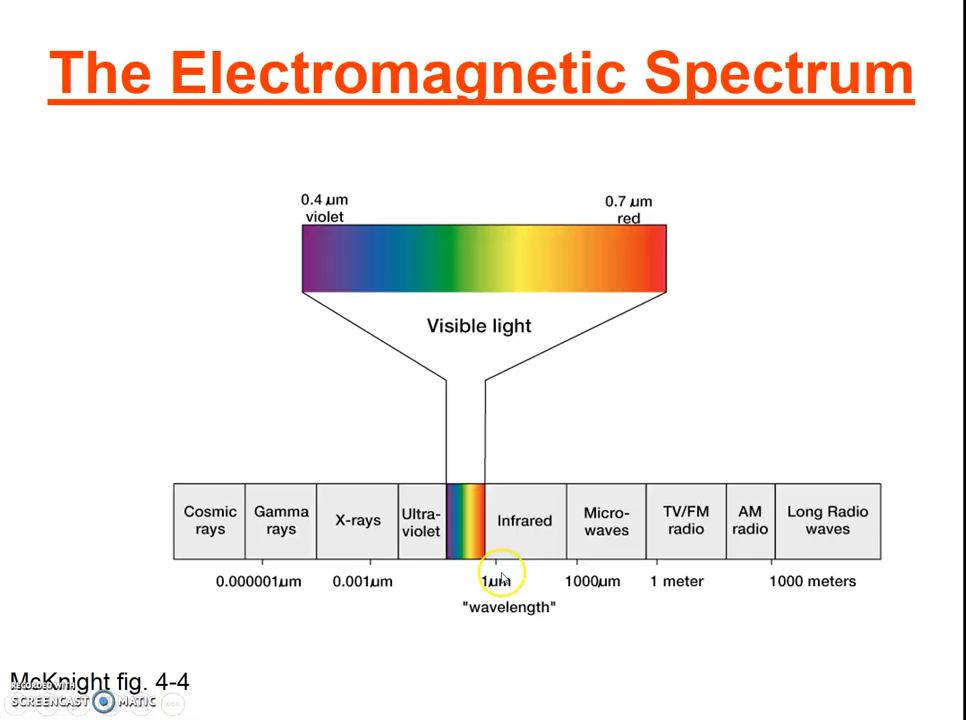 The Electromagnetic Spectrum
0.4 µm
violet
0.7 µm
red
Visible light
Cosmic
rays
Gamma
rays
X-rays
Ultra-
violet
Infrared
Micro-
waves
TV/FM
radio
AM
radio
Long Radio
waves
0.000001µm
0.001µm
1µm
1000µm
1 meter
1000 meters
"wavelength"
McKnight fig. 4-4
RECORDED WITH
SCREENCAST MATIC